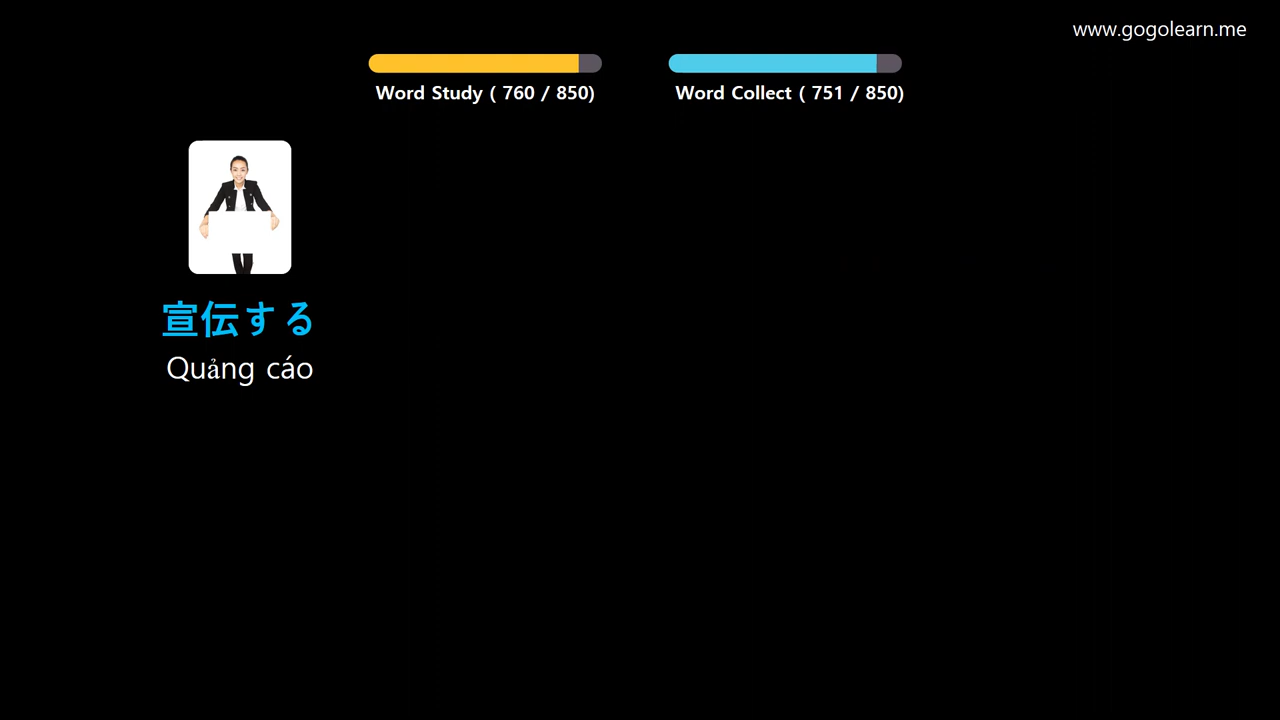 www.gogolearn.me
Word Study ( 760 / 850)
Word Collect ( 751 / 850)
宣伝する
Quảng cáo